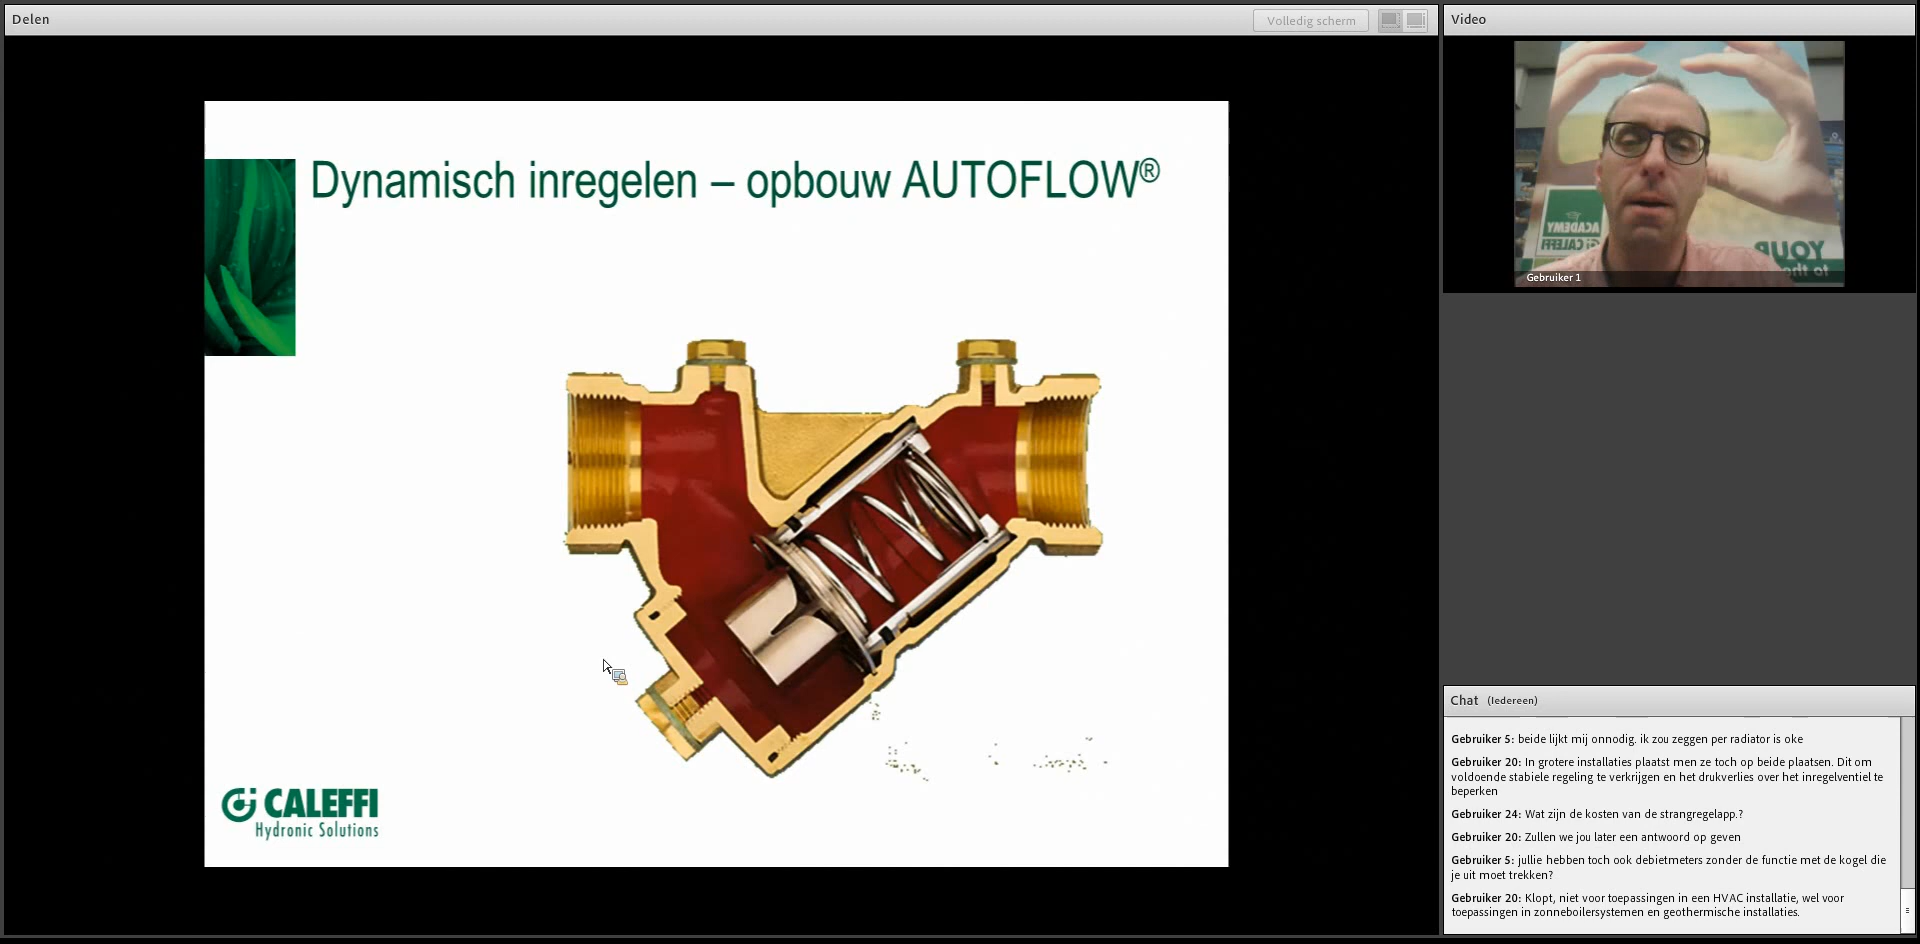 Delen
Volledig scherm
Dynamisch inregelen – opbouw AUTOFLOW®
CALEFFI
Hydronic Solutions
Video
ACADEMY
CALEFFI
YOUR
to
Gebruiker 1
Chat (Iedereen)
Gebruiker 5: beide lijkt mij onnodig. ik zou zeggen per radiator is oke
Gebruiker 20: In grotere installaties plaatst men ze toch op beide plaatsen. Dit om
voldoende stabiele regeling te verkrijgen en het drukverlies over het inregelventiel te
beperken
Gebruiker 24: Wat zijn de kosten van de strangregelapp.?
Gebruiker 20: Zullen we jou later een antwoord op geven
Gebruiker 5: jullie hebben toch ook debietmeters zonder de functie met de kogel die
je uit moet trekken?
Gebruiker 20: Klopt, niet voor toepassingen in een HVAC installatie, wel voor
toepassingen in zonneboilersystemen en geothermische installaties.